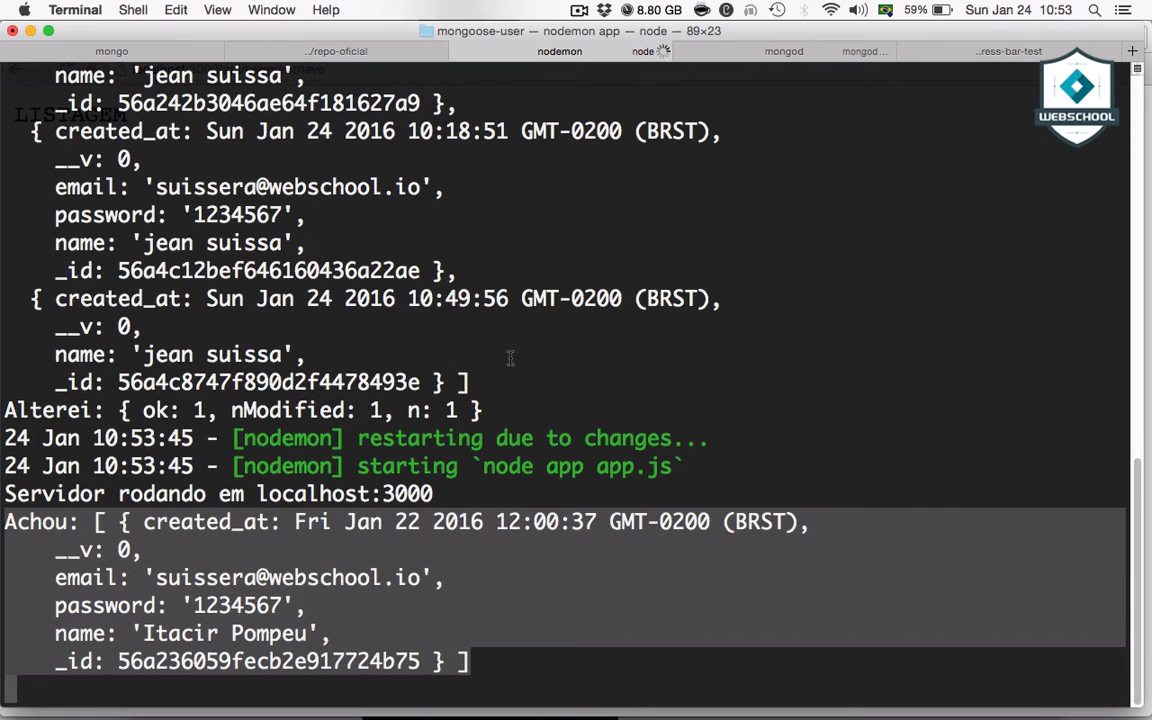 Terminal Shell Edit View Window Help 8.80 GB 59% Sun Jan 24 10:53
mongoose-user — nodemon app — node — 89×23
mongo ../repo-oficial nodemon node mongod mongod... ..ress-bar-test
name: 'jean suissa',
_id: 56a242b3046ae64f181627a9 },
LISTAGEM
{ created_at: Sun Jan 24 2016 10:18:51 GMT-0200 (BRST),
__v: 0,
email: 'suissera@webschool.io',
password: '1234567',
name: 'jean suissa',
_id: 56a4c12bef646160436a22ae },
{ created_at: Sun Jan 24 2016 10:49:56 GMT-0200 (BRST),
__v: 0,
name: 'jean suissa',
_id: 56a4c8747f890d2f4478493e } ]
Alterei: { ok: 1, nModified: 1, n: 1 }
24 Jan 10:53:45 - [nodemon] restarting due to changes...
24 Jan 10:53:45 - [nodemon] starting `node app app.js`
Servidor rodando em localhost:3000
Achou: [ { created_at: Fri Jan 22 2016 12:00:37 GMT-0200 (BRST),
__v: 0,
email: 'suissera@webschool.io',
password: '1234567',
name: 'Itacir Pompeu',
_id: 56a236059fecb2e917724b75 } ]
WEBSCHOOL